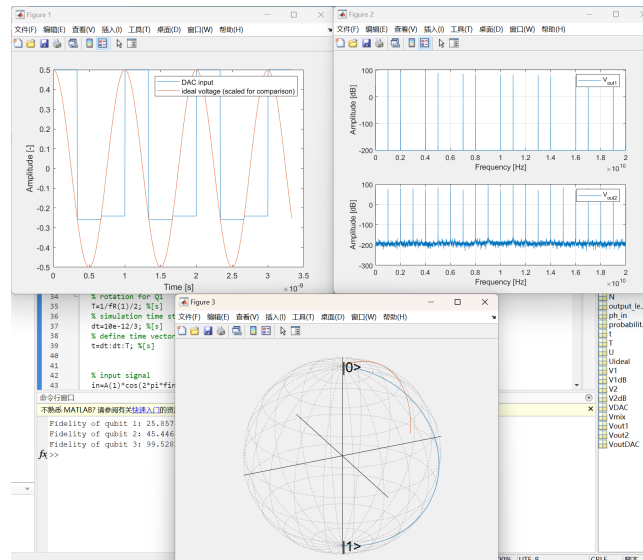 Figure 1
文件(F) 编辑(E) 查看(V) 插入(I) 工具(T) 桌面(D) 窗口(W) 帮助(H)
DAC input
ideal voltage (scaled for comparison)
Amplitude [-]
0.5
0.4
0.3
0.2
0.1
0
-0.1
-0.2
-0.3
-0.4
-0.5
0 0.5 1 1.5 2 2.5 3 3.5
Time [s] ×10⁻⁹
Figure 2
文件(F) 编辑(E) 查看(V) 插入(I) 工具(T) 桌面(D) 窗口(W) 帮助(H)
Vout1
Amplitude [dB]
100
0
-100
-200
0 0.2 0.4 0.6 0.8 1 1.2 1.4 1.6 1.8 2
Frequency [Hz] ×10¹⁰
Vout2
Amplitude [dB]
100
0
-100
-200
-300
0 0.2 0.4 0.6 0.8 1 1.2 1.4 1.6 1.8 2
Frequency [Hz] ×10¹⁰
34 % rotation for Q1
35 T=1/fR(1)/2; %[s]
36 % simulation time st
37 dt=10e-12/3; %[s]
38 % define time vector
39 t=dt:dt:T; %[s]
40
41
42 % input signal
43 in=A(1)*cos(2*pi*fin
命令行窗口
不熟悉 MATLAB? 请参阅有关快速入门的资
Fidelity of qubit 1: 25.857
Fidelity of qubit 2: 45.446
Fidelity of qubit 3: 99.528
fx >>
Figure 3
文件(F) 编辑(E) 查看(V) 插入(I) 工具(T) 桌面(D) 窗口(W) 帮助(H)
|0>
|1>
N
output_le...
ph_in
probabilit...
t
T
U
Uideal
V1
V1dB
V2
V2dB
VDAC
Vmix
Vout1
Vout2
VoutDAC
UTF-8
CRLF
脚本